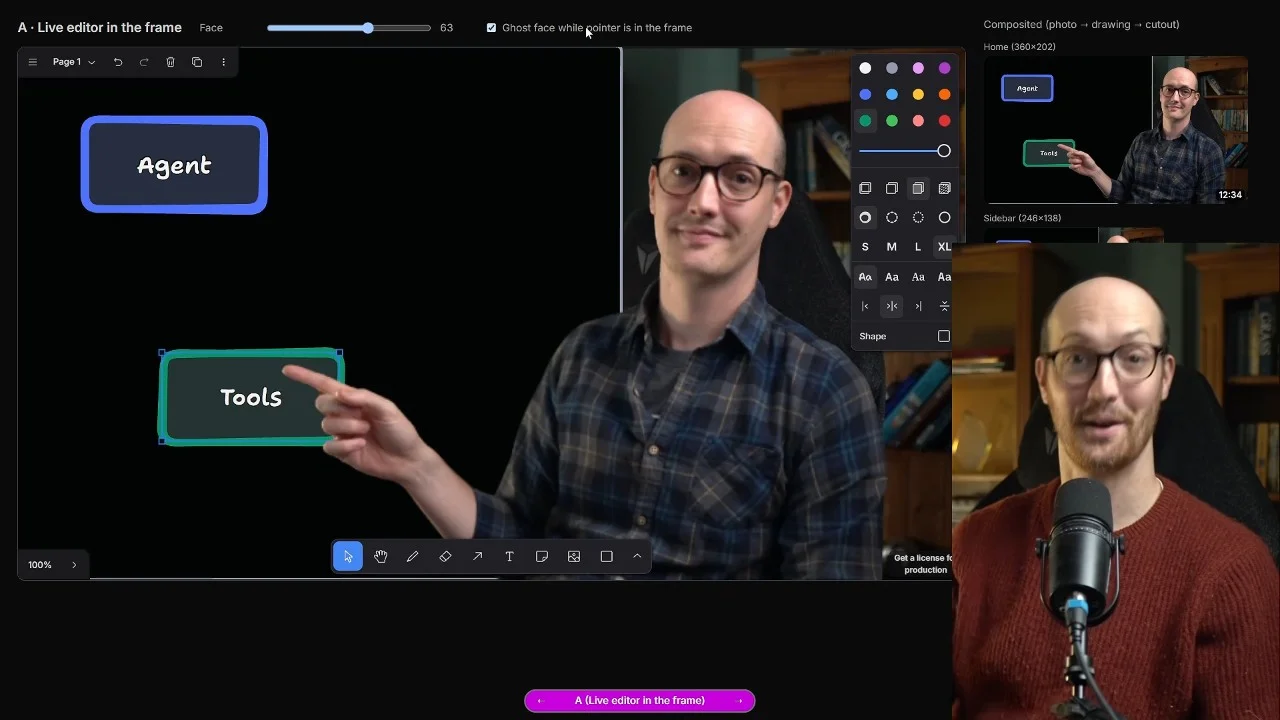 A · Live editor in the frame
Face
63
Ghost face while pointer is in the frame
Composited (photo → drawing → cutout)
Home (360×202)
Page 1
Agent
Tools
Agent
Tools
12:34
Sidebar (246×138)
S M L XL
Aa Aa Aa Aa
Shape
100%
Get a license fo
production
GRASS
← A (Live editor in the frame) →